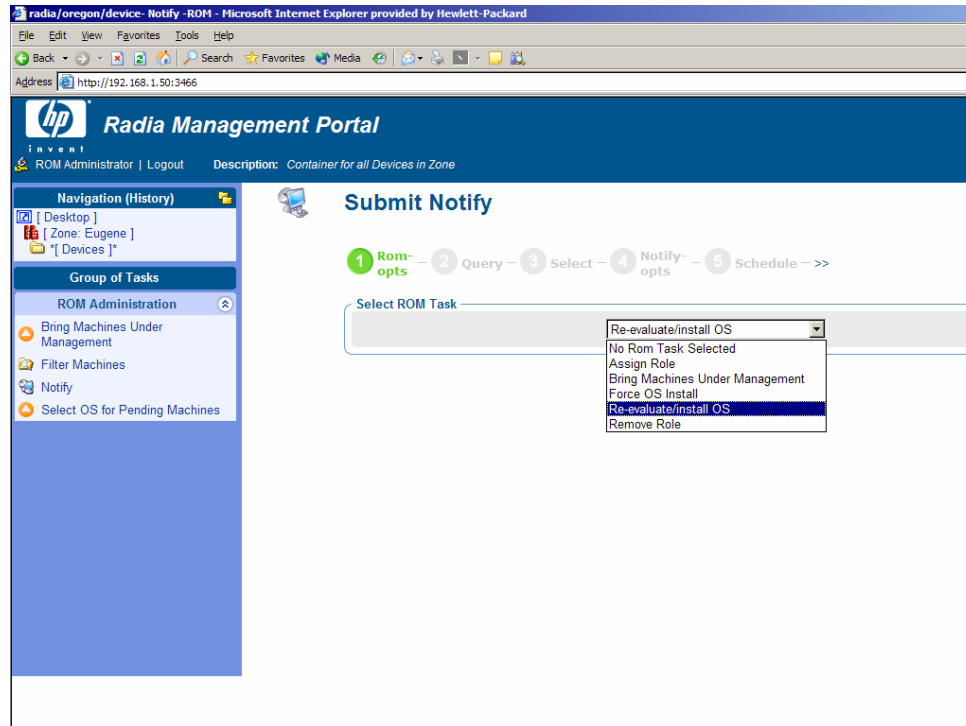 radia/oregon/device- Notify -ROM - Microsoft Internet Explorer provided by Hewlett-Packard
File Edit View Favorites Tools Help
Back Search Favorites Media
Address http://192.168.1.50:3466
hp
invent
Radia Management Portal
ROM Administrator | Logout Description: Container for all Devices in Zone
Navigation (History)
[ Desktop ]
[ Zone: Eugene ]
*[ Devices ]*
Group of Tasks
ROM Administration
Bring Machines Under
Management
Filter Machines
Notify
Select OS for Pending Machines
Submit Notify
1 Rom-opts – 2 Query – 3 Select – 4 Notify-opts – 5 Schedule – >>
Select ROM Task
Re-evaluate/install OS
No Rom Task Selected
Assign Role
Bring Machines Under Management
Force OS Install
Re-evaluate/install OS
Remove Role